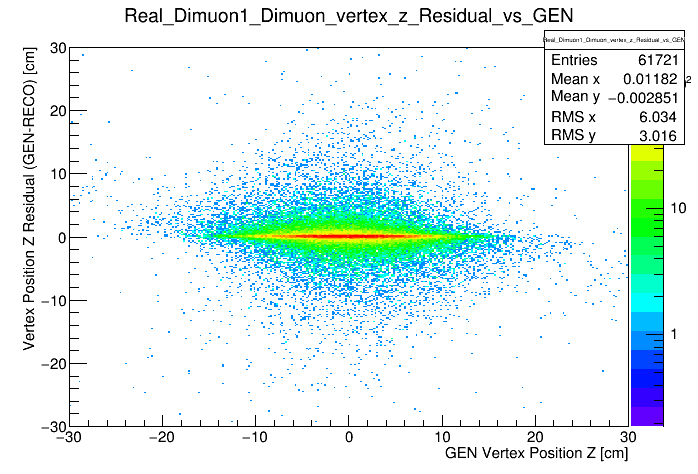 Real_Dimuon1_Dimuon_vertex_z_Residual_vs_GEN
Real_Dimuon1_Dimuon_vertex_z_Residual_vs_GEN
Entries 61721
Mean x 0.01182
Mean y −0.002851
RMS x 6.034
RMS y 3.016
Vertex Position Z Residual (GEN-RECO) [cm]
30
20
10
0
−10
−20
−30
−30 −20 −10 0 10 20 30
GEN Vertex Position Z [cm]
2
10
1